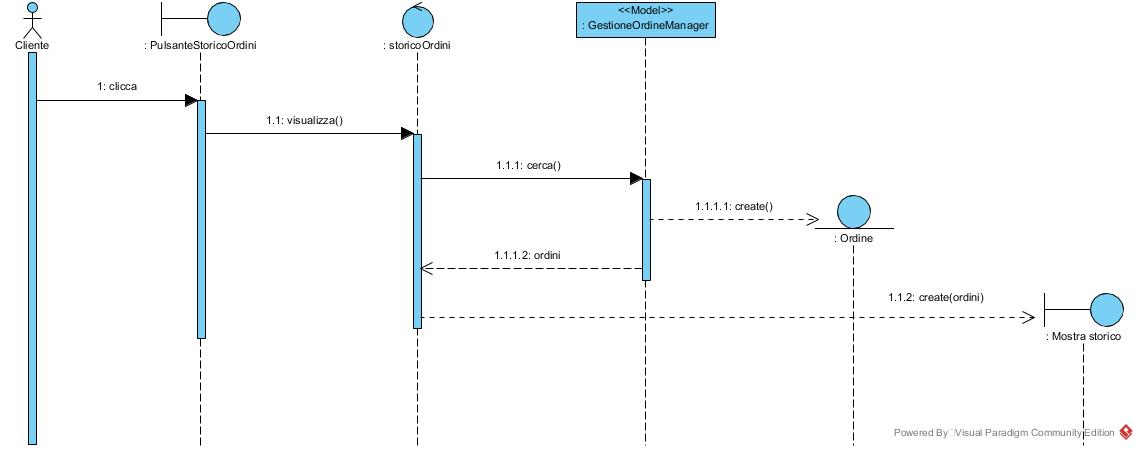 <<Model>>
: GestioneOrdineManager
Cliente
: PulsanteStoricoOrdini
: storicoOrdini
1: clicca
1.1: visualizza()
1.1.1: cerca()
1.1.1.1: create()
: Ordine
1.1.1.2: ordini
1.1.2: create(ordini)
: Mostra storico
Powered By Visual Paradigm Community Edition